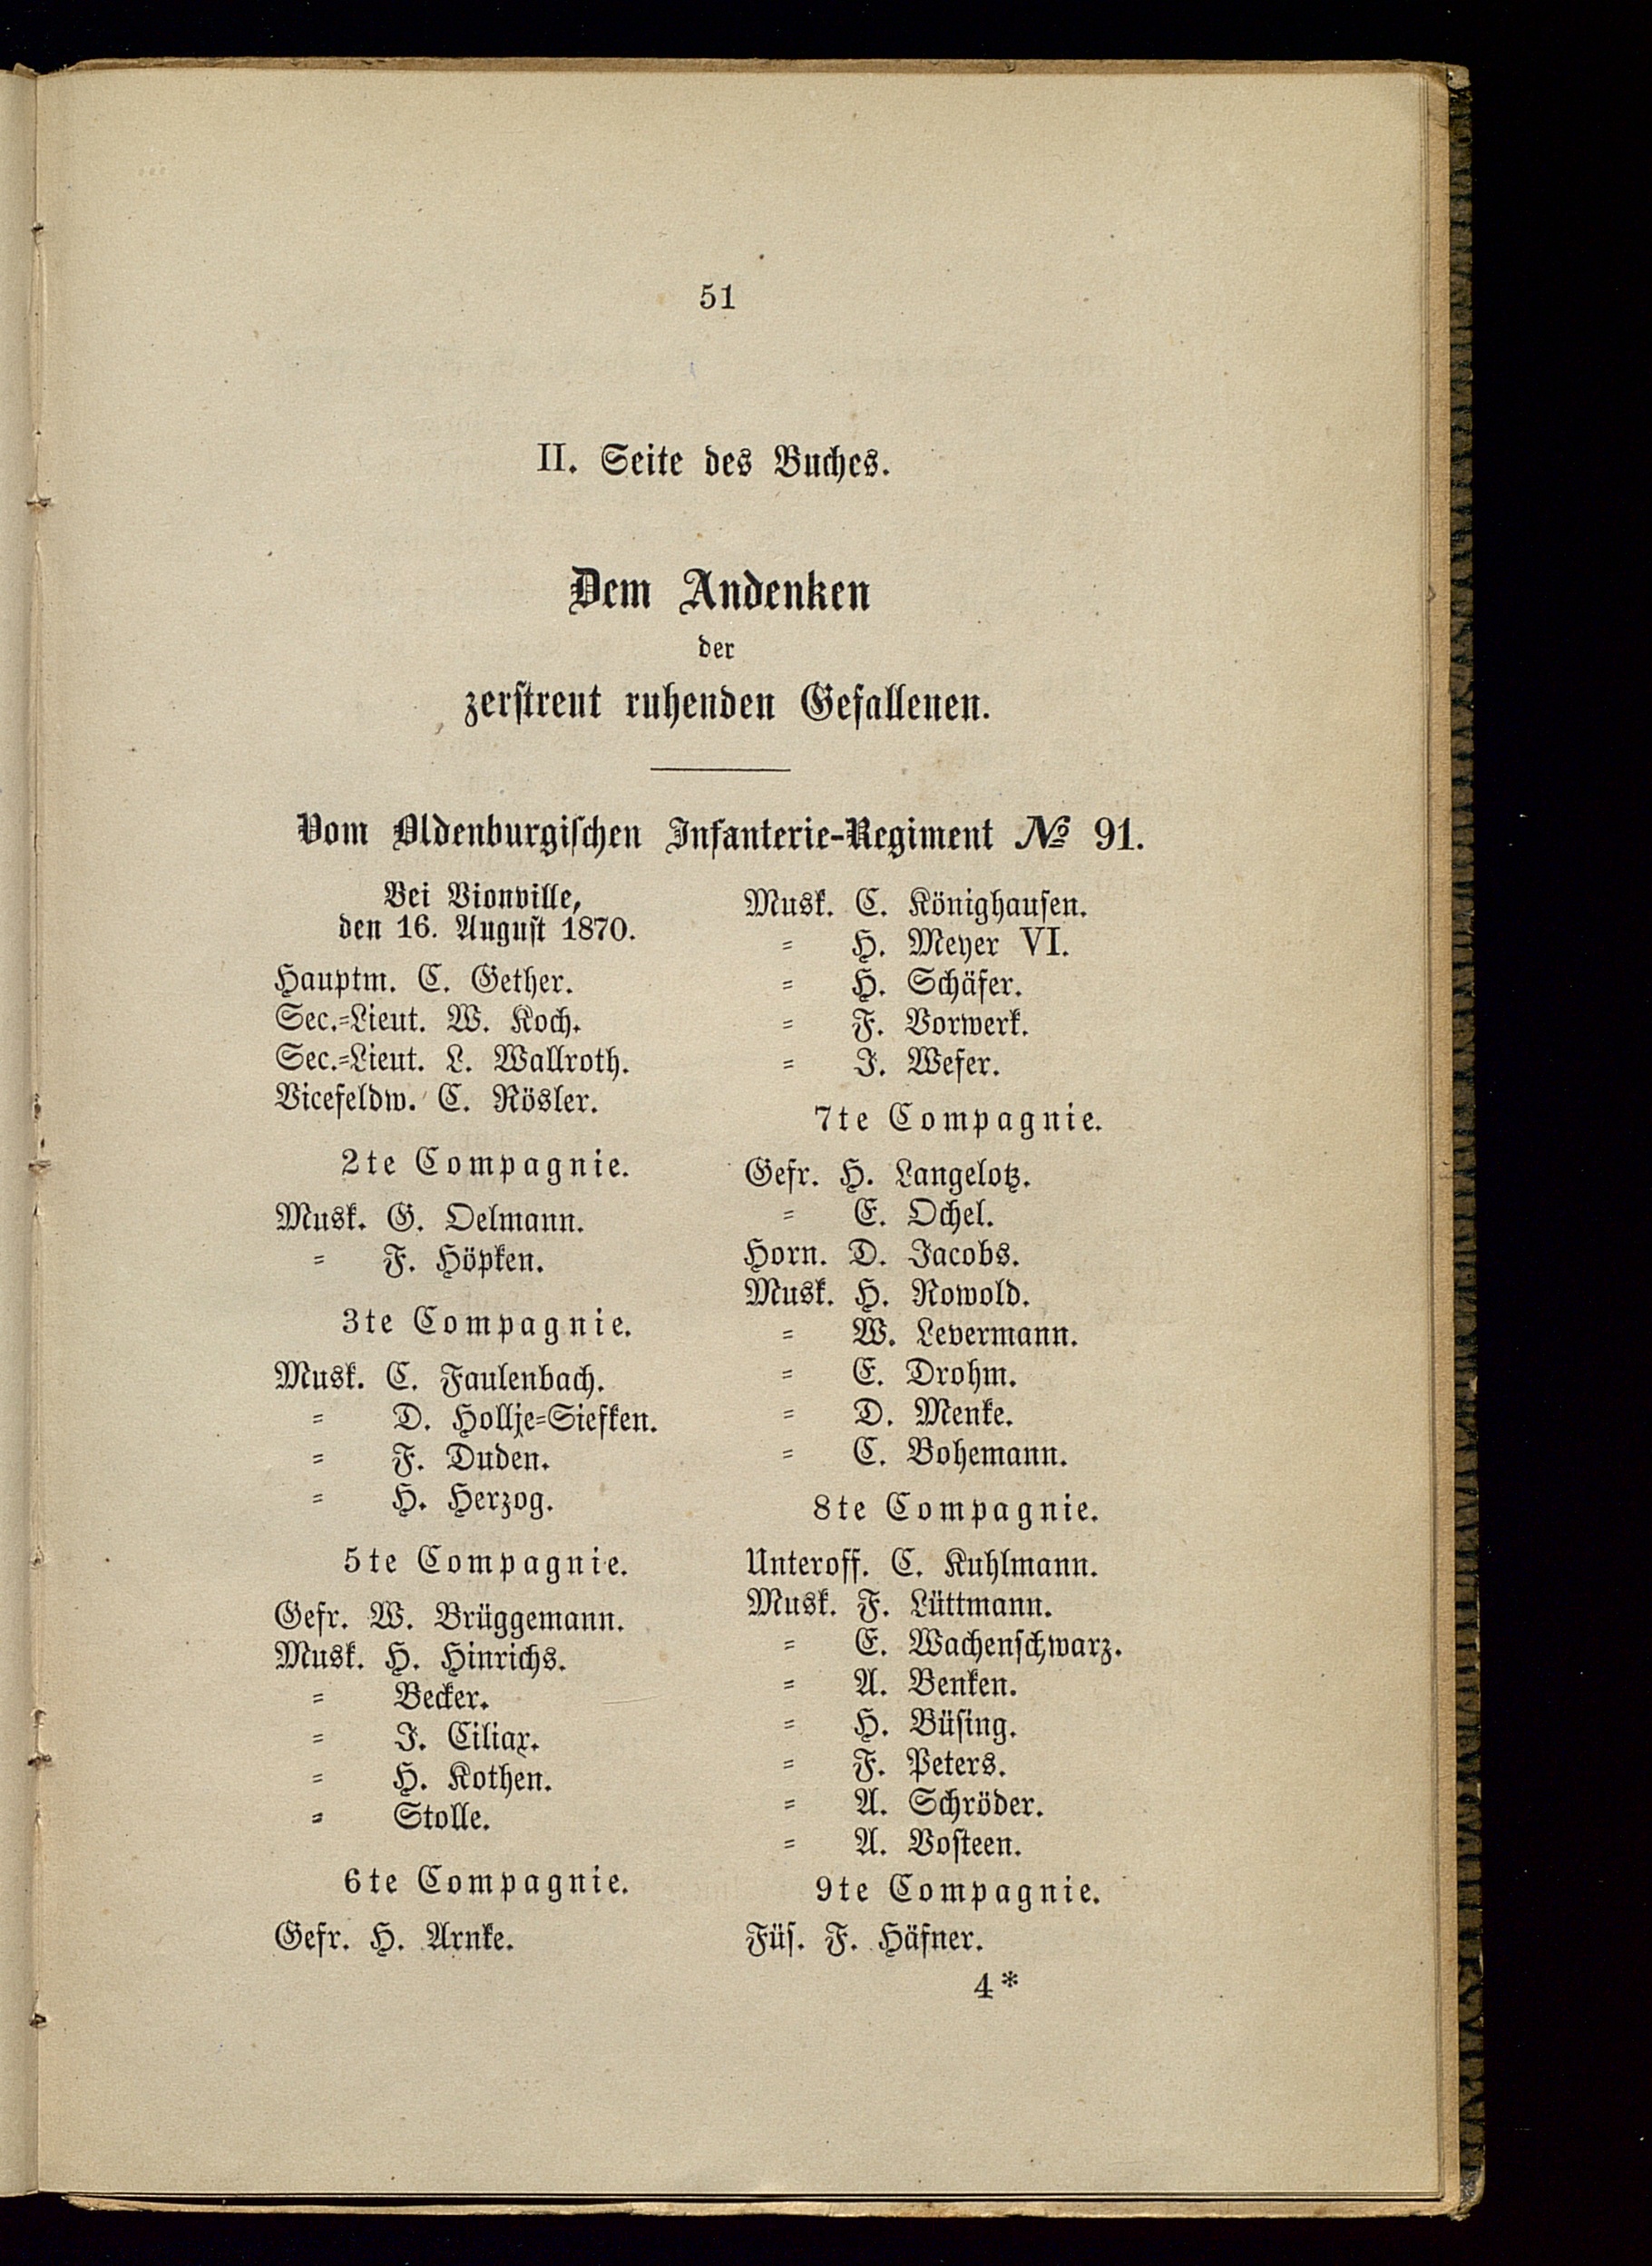 51
II. Seite des Buches.
Dem Andenken
der
zerstreut ruhenden Gefallenen.
Vom Oldenburgischen Infanterie-Regiment № 91.
Bei Vionville,
den 16. August 1870.
Hauptm. C. Gether.
Sec.=Lieut. W. Koch.
Sec.=Lieut. L. Wallroth.
Vicefeldw. C. Rösler.
2te Compagnie.
Musk. G. Oelmann.
= F. Höpken.
3te Compagnie.
Musk. C. Faulenbach.
= D. Hollje=Siefken.
= F. Duden.
= H. Herzog.
5te Compagnie.
Gefr. W. Brüggemann.
Musk. H. Hinrichs.
= Becker.
= J. Ciliax.
= H. Kothen.
= Stolle.
6te Compagnie.
Gefr. H. Arnke.
Musk. C. Könighausen.
= H. Meyer VI.
= H. Schäfer.
= F. Vorwerk.
= J. Wefer.
7te Compagnie.
Gefr. H. Langelotz.
= E. Ochel.
Horn. D. Jacobs.
Musk. H. Rowold.
= W. Levermann.
= E. Drohm.
= D. Menke.
= C. Bohemann.
8te Compagnie.
Unteroff. C. Kuhlmann.
Musk. F. Lüttmann.
= E. Wachenschwarz.
= A. Benken.
= H. Büsing.
= F. Peters.
= A. Schröder.
= A. Vosteen.
9te Compagnie.
Füs. F. Häfner.
4*